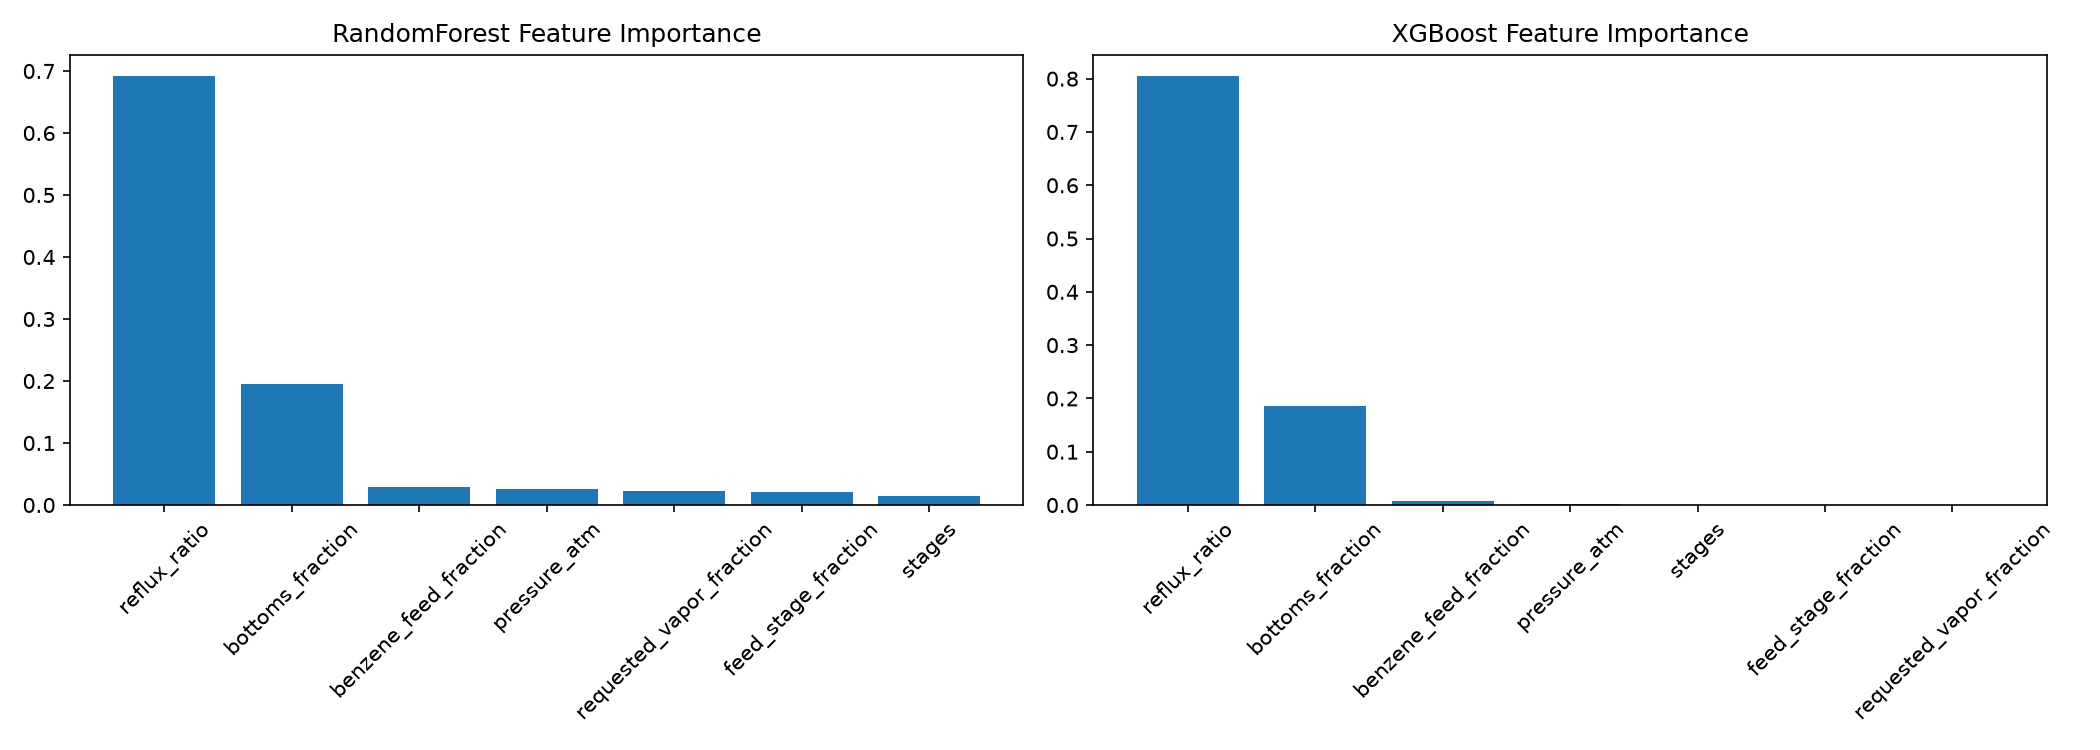 RandomForest Feature Importance
0.7
0.6
0.5
0.4
0.3
0.2
0.1
0.0
reflux_ratio
bottoms_fraction
benzene_feed_fraction
pressure_atm
requested_vapor_fraction
feed_stage_fraction
stages
XGBoost Feature Importance
0.8
0.7
0.6
0.5
0.4
0.3
0.2
0.1
0.0
reflux_ratio
bottoms_fraction
benzene_feed_fraction
pressure_atm
stages
feed_stage_fraction
requested_vapor_fraction